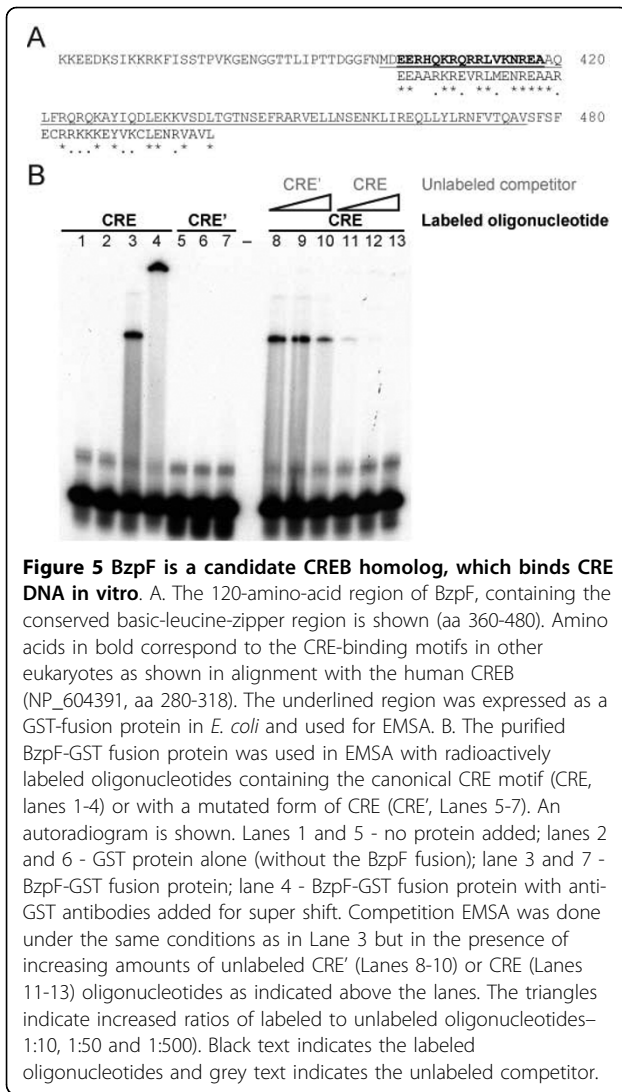 A
KKEEDKSIKKRKFISSTPVKGENGGTTLIPTTDGGFNMDEERHQKRQRRLVKNREAAQ 420
EEAARKREVRLMENREAAR
** .**. .**. .*****.
LFRQRQKAYIQDLEKKVSDLTGTNSEFRARVELLNSENKLIREQLLYLRNFVTQAVSFSF 480
ECRRKKKEYVKCLENRVAVL
*...*.. ** .* *
B
CRE' CRE Unlabeled competitor
CRE CRE' CRE Labeled oligonucleotide
1 2 3 4 5 6 7 – 8 9 10 11 12 13
Figure 5 BzpF is a candidate CREB homolog, which binds CRE
DNA in vitro. A. The 120-amino-acid region of BzpF, containing the
conserved basic-leucine-zipper region is shown (aa 360-480). Amino
acids in bold correspond to the CRE-binding motifs in other
eukaryotes as shown in alignment with the human CREB
(NP_604391, aa 280-318). The underlined region was expressed as a
GST-fusion protein in E. coli and used for EMSA. B. The purified
BzpF-GST fusion protein was used in EMSA with radioactively
labeled oligonucleotides containing the canonical CRE motif (CRE,
lanes 1-4) or with a mutated form of CRE (CRE', Lanes 5-7). An
autoradiogram is shown. Lanes 1 and 5 - no protein added; lanes 2
and 6 - GST protein alone (without the BzpF fusion); lane 3 and 7 -
BzpF-GST fusion protein; lane 4 - BzpF-GST fusion protein with anti-
GST antibodies added for super shift. Competition EMSA was done
under the same conditions as in Lane 3 but in the presence of
increasing amounts of unlabeled CRE' (Lanes 8-10) or CRE (Lanes
11-13) oligonucleotides as indicated above the lanes. The triangles
indicate increased ratios of labeled to unlabeled oligonucleotides–
1:10, 1:50 and 1:500). Black text indicates the labeled
oligonucleotides and grey text indicates the unlabeled competitor.